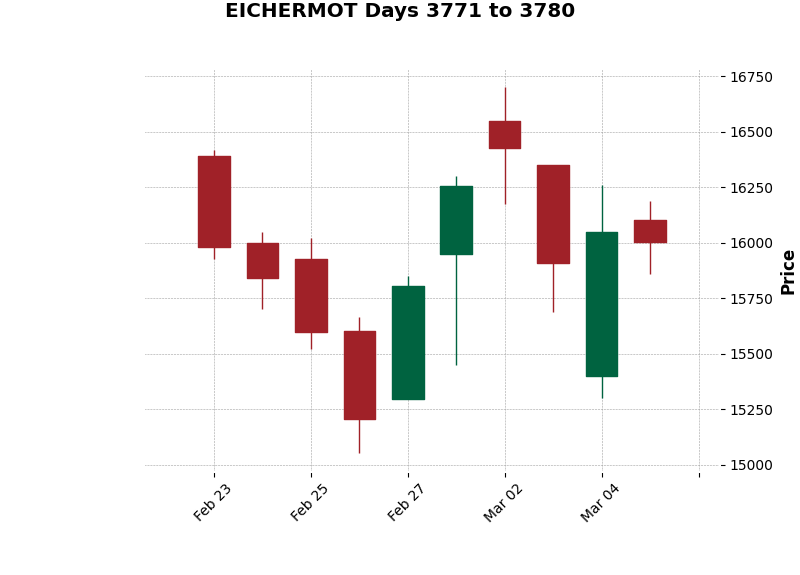 EICHERMOT Days 3771 to 3780
16750
16500
16250
16000
15750
15500
15250
15000
Price
Feb 23
Feb 25
Feb 27
Mar 02
Mar 04